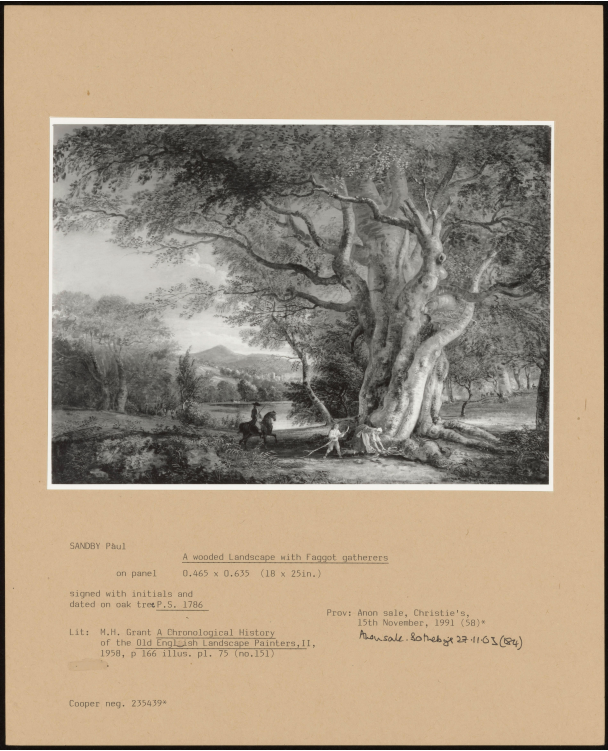 SANDBY Paul
A wooded Landscape with Faggot gatherers
on panel 0.465 x 0.635 (18 x 25in.)
signed with initials and
dated on oak tree P.S. 1786
Prov: Anon sale, Christie's,
15th November, 1991 (58)*
Anon sale. Sotheby's 27.11.03 (84)
Lit: M.H. Grant A Chronological History
of the Old English Landscape Painters, II,
1958, p 166 illus. pl. 75 (no.151)
Cooper neg. 235439*